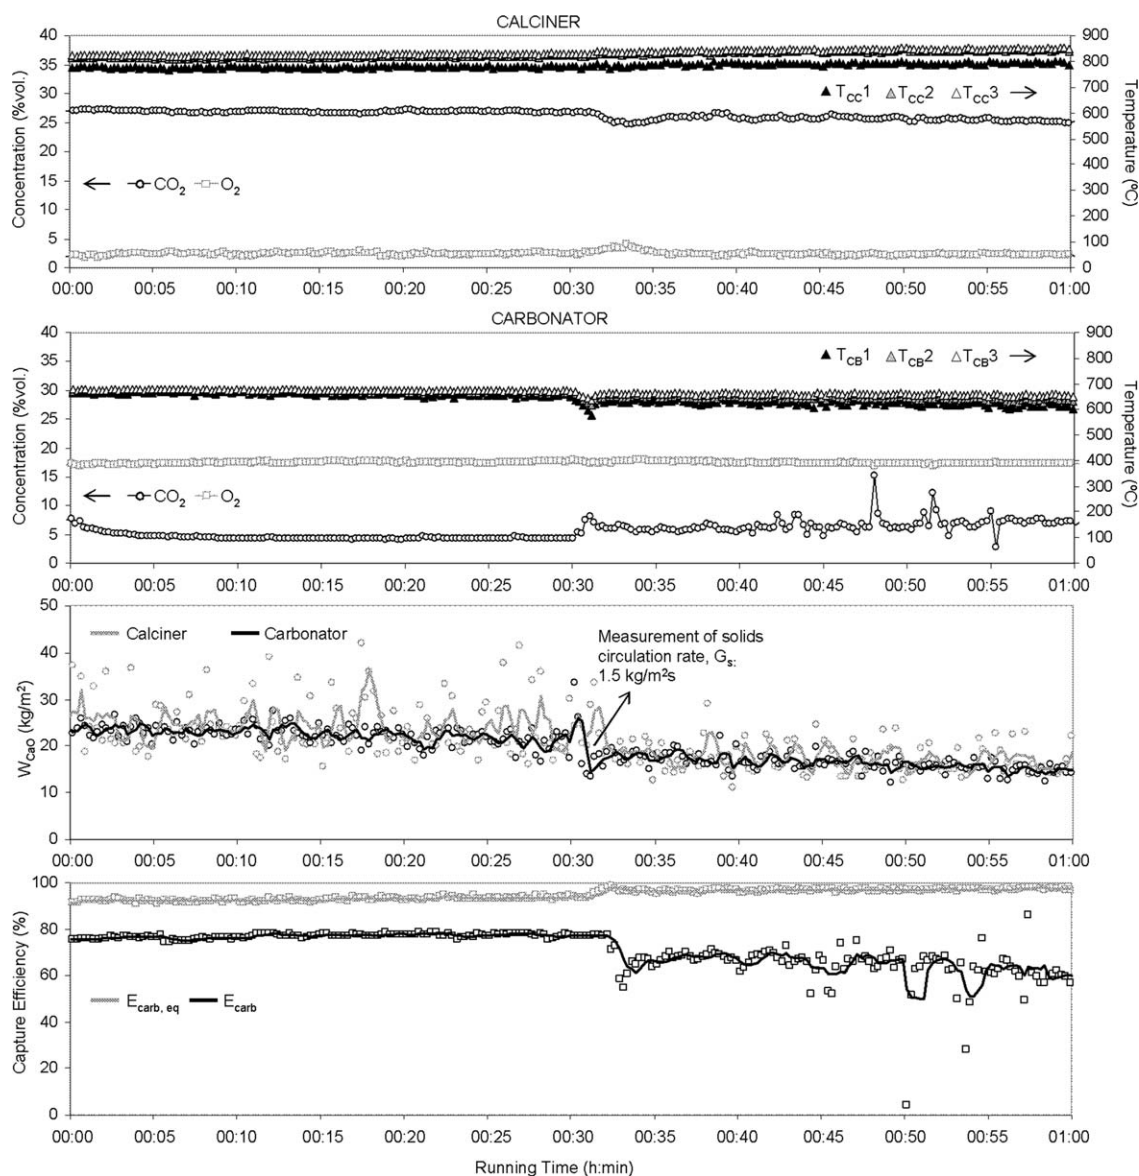 CALCINER
40
35
30
25
20
15
10
5
0
Concentration (%vol.)
900
800
700
600
500
400
300
200
100
0
Temperature (ºC)
T_CC1 T_CC2 T_CC3
CO2 O2
00:00 00:05 00:10 00:15 00:20 00:25 00:30 00:35 00:40 00:45 00:50 00:55 01:00
CARBONATOR
40
35
30
25
20
15
10
5
0
Concentration (%vol.)
900
800
700
600
500
400
300
200
100
0
Temperature (ºC)
T_CB1 T_CB2 T_CB3
CO2 O2
00:00 00:05 00:10 00:15 00:20 00:25 00:30 00:35 00:40 00:45 00:50 00:55 01:00
50
40
30
20
10
0
W_CaO (kg/m²)
Calciner Carbonator
Measurement of solids
circulation rate, G_s:
1.5 kg/m²s
00:00 00:05 00:10 00:15 00:20 00:25 00:30 00:35 00:40 00:45 00:50 00:55 01:00
100
80
60
40
20
0
Capture Efficiency (%)
E_carb, eq E_carb
00:00 00:05 00:10 00:15 00:20 00:25 00:30 00:35 00:40 00:45 00:50 00:55 01:00
Running Time (h:min)